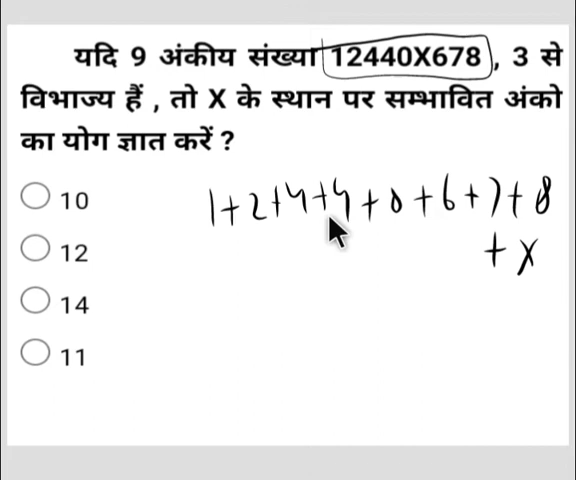 यदि 9 अंकीय संख्या 12440X678 , 3 से
विभाज्य हैं , तो X के स्थान पर सम्भावित अंको
का योग ज्ञात करें ?
10
1+2+4+4+0+6+7+8
12
+x
14
11